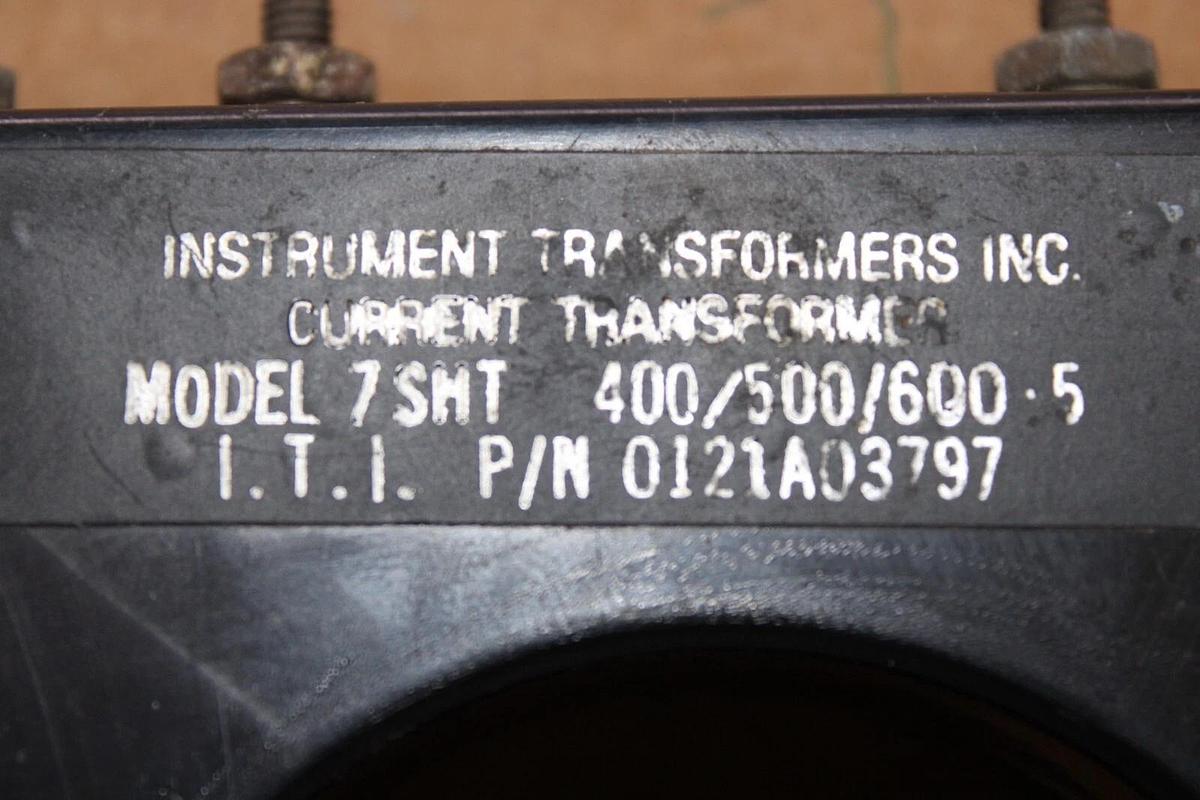 INSTRUMENT TRANSFORMERS INC.
CURRENT TRANSFORMER
MODEL 7SHT 400/500/600·5
I.T.I. P/N 0121A03797